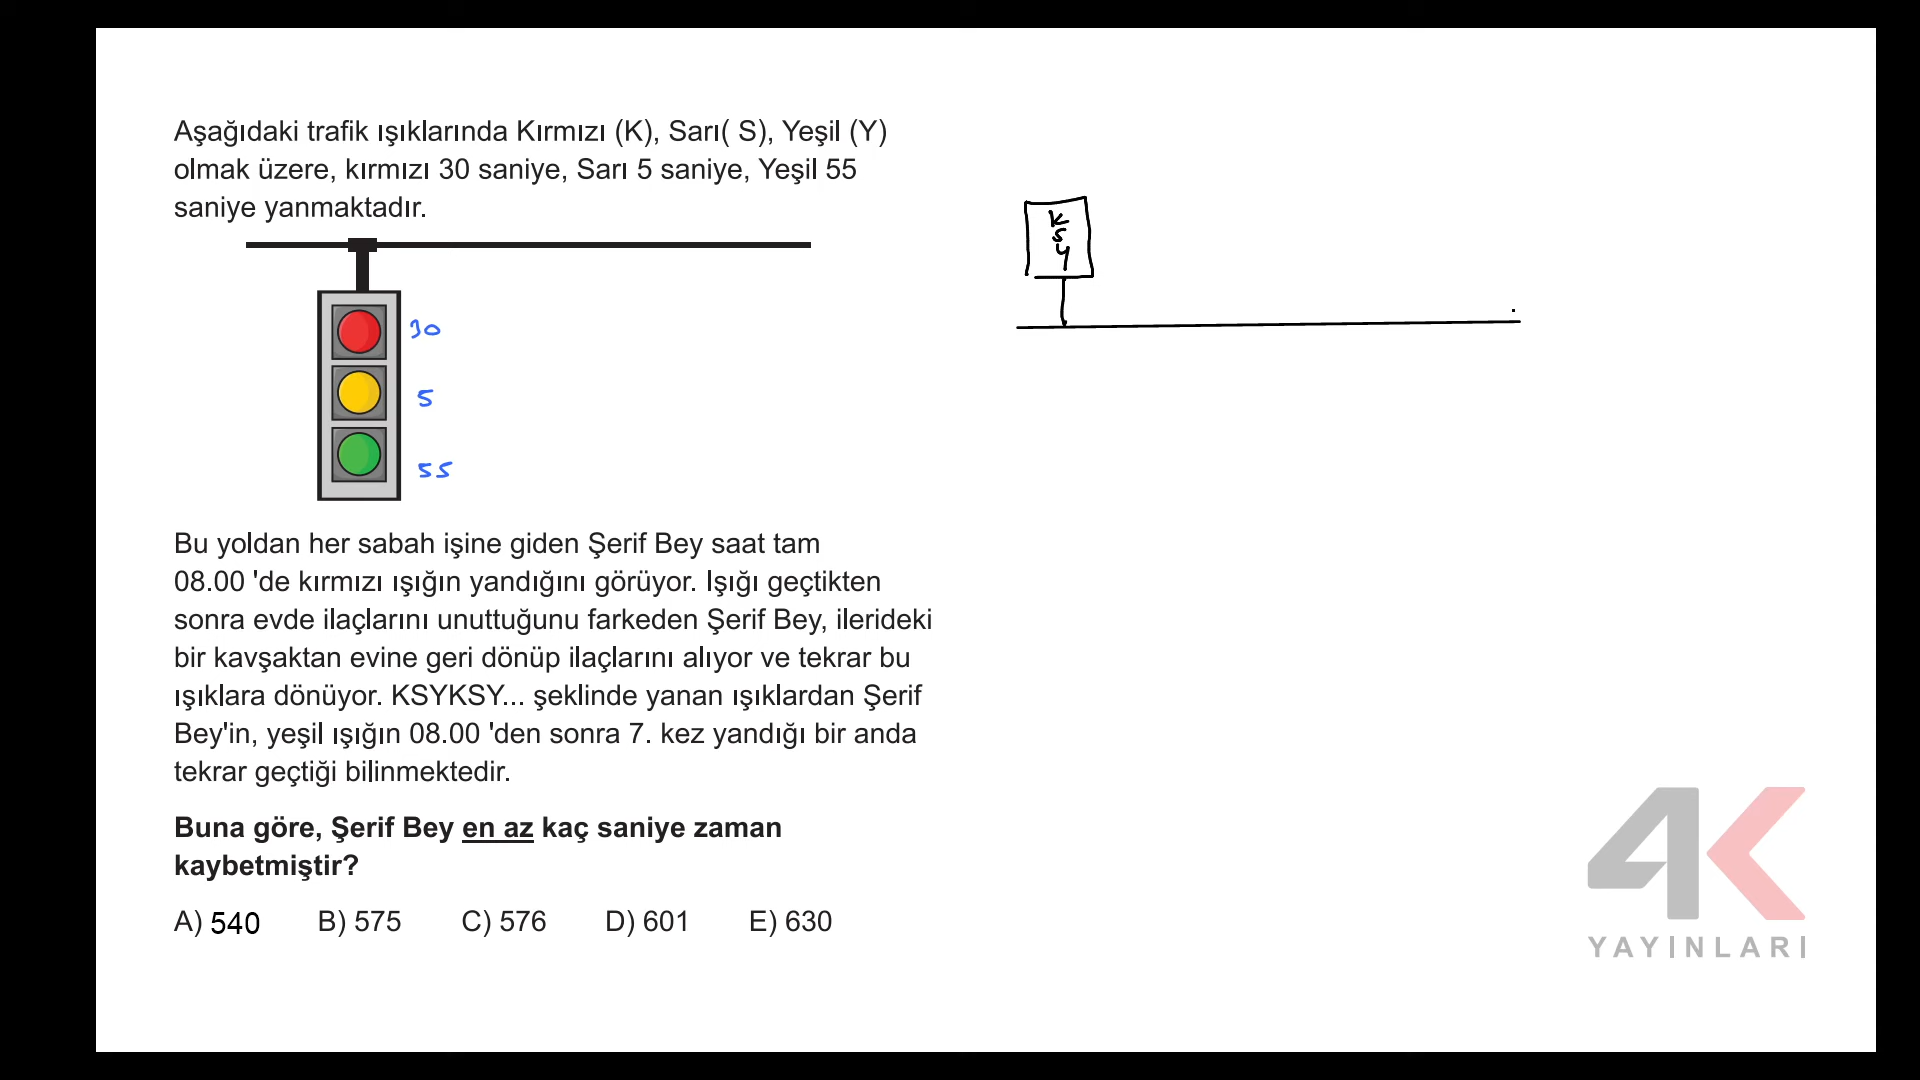 Aşağıdaki trafik ışıklarında Kırmızı (K), Sarı( S), Yeşil (Y)
olmak üzere, kırmızı 30 saniye, Sarı 5 saniye, Yeşil 55
saniye yanmaktadır.
30
5
55
K
S
Y
Bu yoldan her sabah işine giden Şerif Bey saat tam
08.00 'de kırmızı ışığın yandığını görüyor. Işığı geçtikten
sonra evde ilaçlarını unuttuğunu farkeden Şerif Bey, ilerideki
bir kavşaktan evine geri dönüp ilaçlarını alıyor ve tekrar bu
ışıklara dönüyor. KSYKSY... şeklinde yanan ışıklardan Şerif
Bey'in, yeşil ışığın 08.00 'den sonra 7. kez yandığı bir anda
tekrar geçtiği bilinmektedir.
Buna göre, Şerif Bey en az kaç saniye zaman
kaybetmiştir?
A) 540 B) 575 C) 576 D) 601 E) 630
4K
YAYINLARI